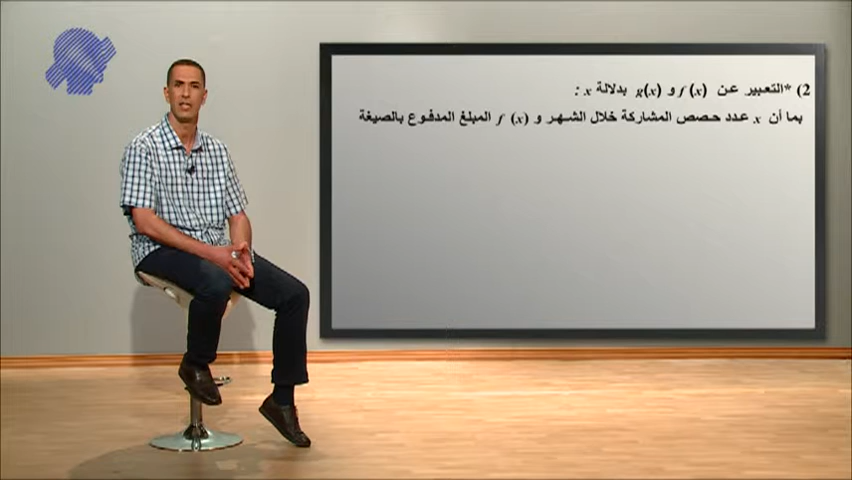 2) *التعبير عن f (x) و g(x) بدلالة x :
بما أن x عدد حصص المشاركة خلال الشهر و f (x) المبلغ المدفوع بالصيغة